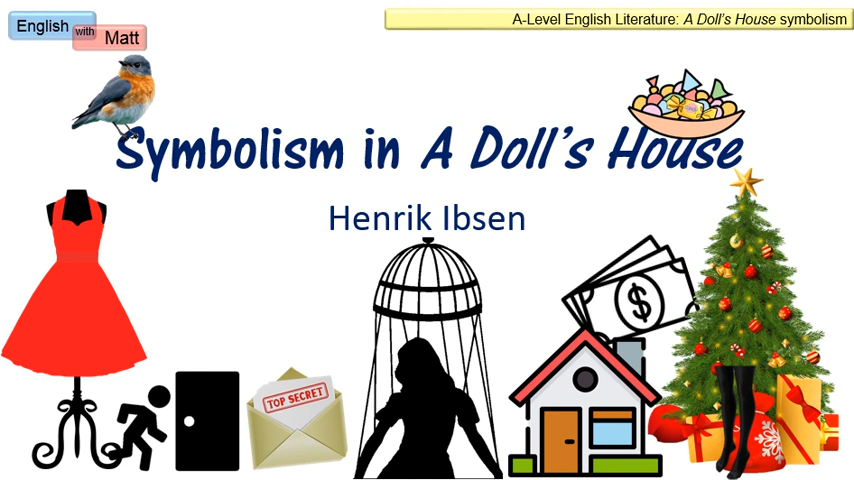 English with Matt
A-Level English Literature: A Doll's House symbolism
Symbolism in A Doll's House
Henrik Ibsen
$
TOP SECRET